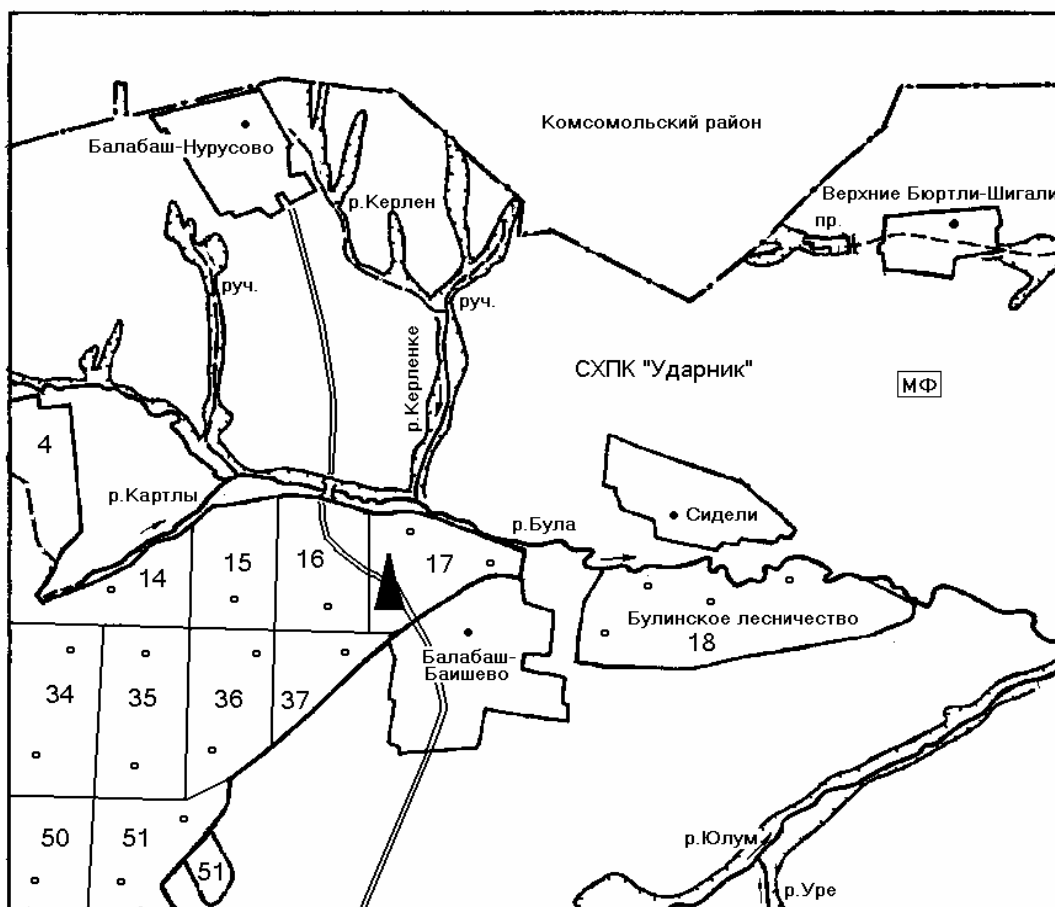 Комсомольский район
Балабаш-Нурусово
Верхние Бюртли-Шигали
р.Керлен
пр.
руч.
руч.
р.Керленке
СХПК "Ударник"
МФ
4
р.Картлы
Сидели
р.Була
14
15
16
17
Булинское лесничество
18
Балабаш-
Баишево
34
35
36
37
50
51
51
р.Юлум
р.Уре